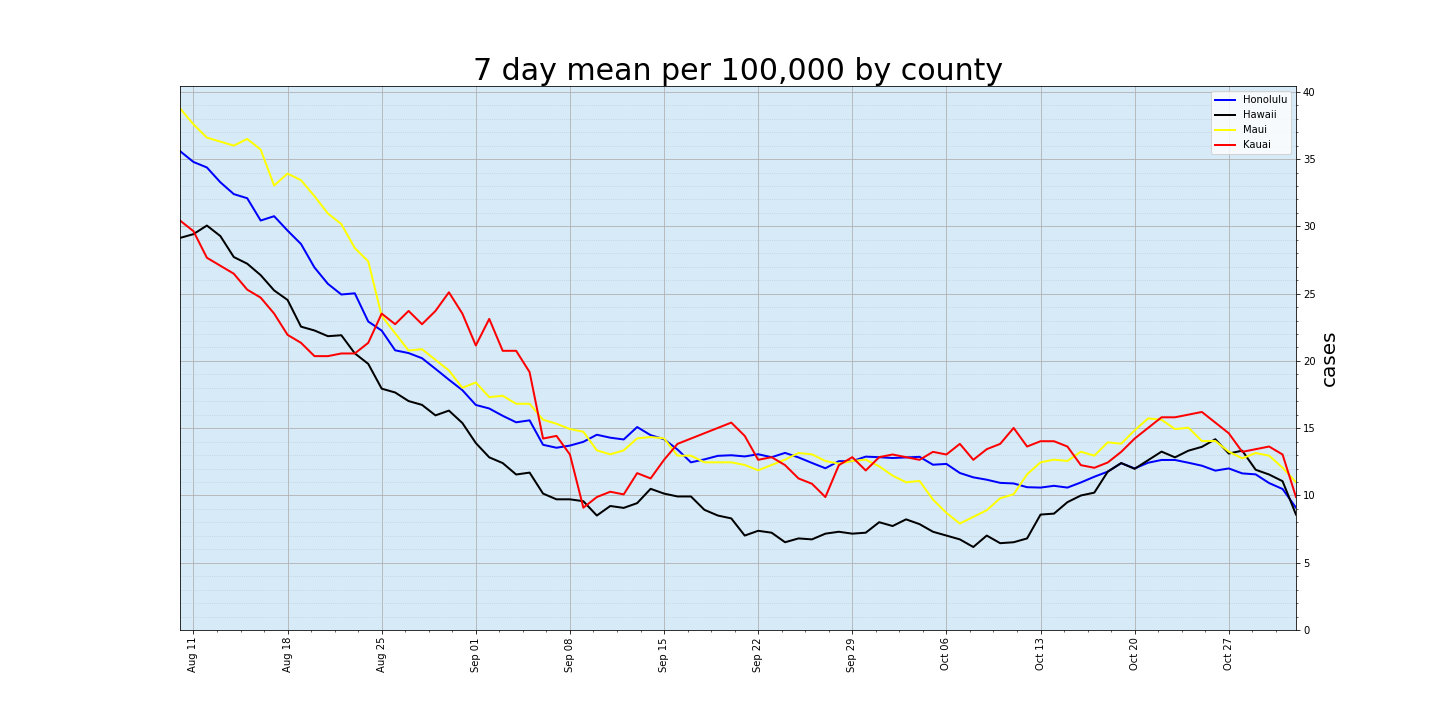 7 day mean per 100,000 by county
Honolulu
Hawaii
Maui
Kauai
40
35
30
25
20
15
10
5
0
cases
Aug 11
Aug 18
Aug 25
Sep 01
Sep 08
Sep 15
Sep 22
Sep 29
Oct 06
Oct 13
Oct 20
Oct 27